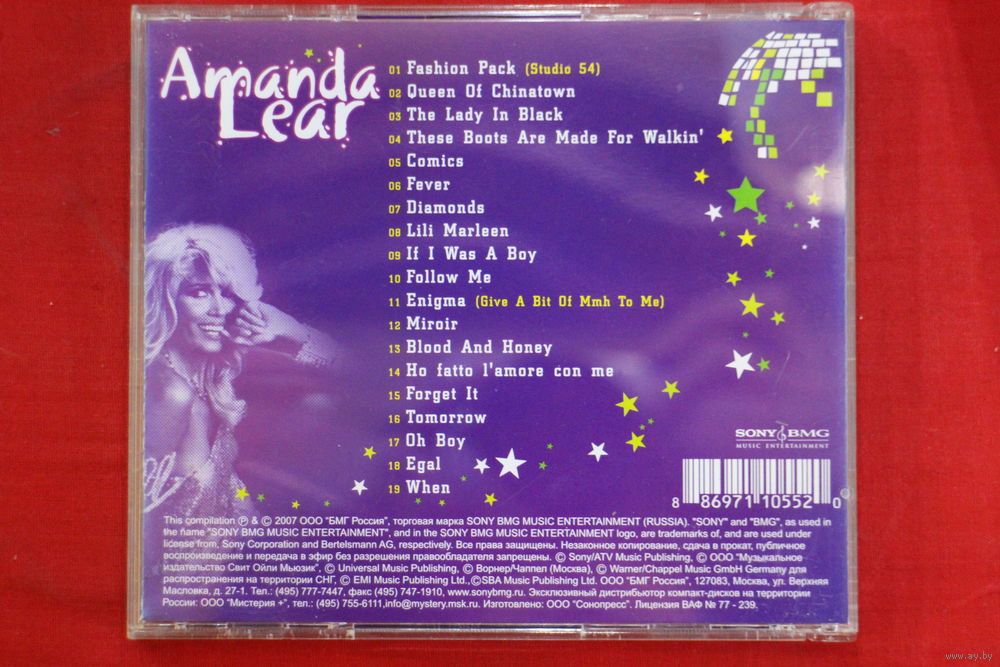 Amanda
Lear
01 Fashion Pack (Studio 54)
02 Queen Of Chinatown
03 The Lady In Black
04 These Boots Are Made For Walkin'
05 Comics
06 Fever
07 Diamonds
08 Lili Marleen
09 If I Was A Boy
10 Follow Me
11 Enigma (Give A Bit Of Mmh To Me)
12 Miroir
13 Blood And Honey
14 Ho fatto l'amore con me
15 Forget It
16 Tomorrow
17 Oh Boy
18 Egal
19 When
SONY BMG
MUSIC ENTERTAINMENT
8 86971 10552 0
This compilation ℗ & © 2007 ООО "БМГ Россия", торговая марка SONY BMG MUSIC ENTERTAINMENT (RUSSIA). "SONY" and "BMG", as used in
the name "SONY BMG MUSIC ENTERTAINMENT", and in the SONY BMG MUSIC ENTERTAINMENT logo, are trademarks of, and are used under
license from, Sony Corporation and Bertelsmann AG, respectively. Все права защищены. Незаконное копирование, сдача в прокат, публичное
воспроизведение и передача в эфир без разрешения правообладателя запрещены. © Sony/ATV Music Publishing, © ООО "Музыкальное
издательство Свит Ойли Мьюзик", © Universal Music Publishing, © Ворнер/Чаппел (Москва), © Warner/Chappel Music GmbH Germany для
распространения на территории СНГ, © EMI Music Publishing Ltd.,©SBA Music Publishing Ltd. ООО "БМГ Россия", 127083, Москва, ул. Верхняя
Масловка, д. 27-1. Тел.: (495) 777-7447, факс (495) 747-1910, www.sonybmg.ru. Эксклюзивный дистрибьютор компакт-дисков на территории
России: ООО "Мистерия +", тел.: (495) 755-6111,info@mystery.msk.ru. Изготовлено: ООО "Сонопресс". Лицензия ВАФ № 77 - 239.
www.ay.by